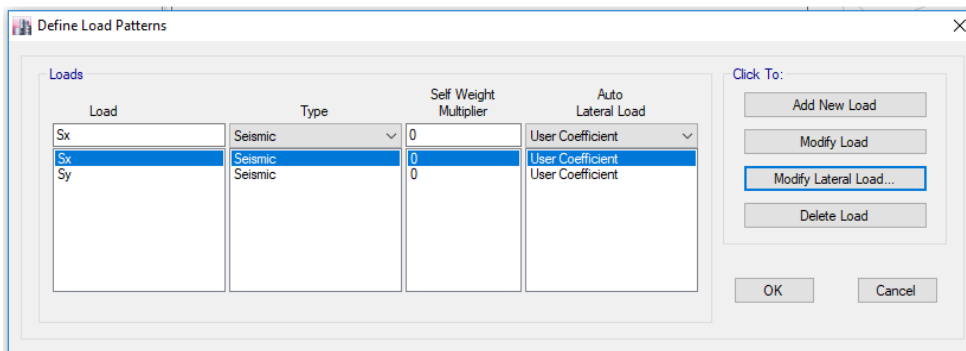 Define Load Patterns
Loads
Click To:
Load
Type
Self Weight
Multiplier
Auto
Lateral Load
Sx
Seismic
0
User Coefficient
Sx
Seismic
0
User Coefficient
Sy
Seismic
0
User Coefficient
Add New Load
Modify Load
Modify Lateral Load...
Delete Load
OK
Cancel